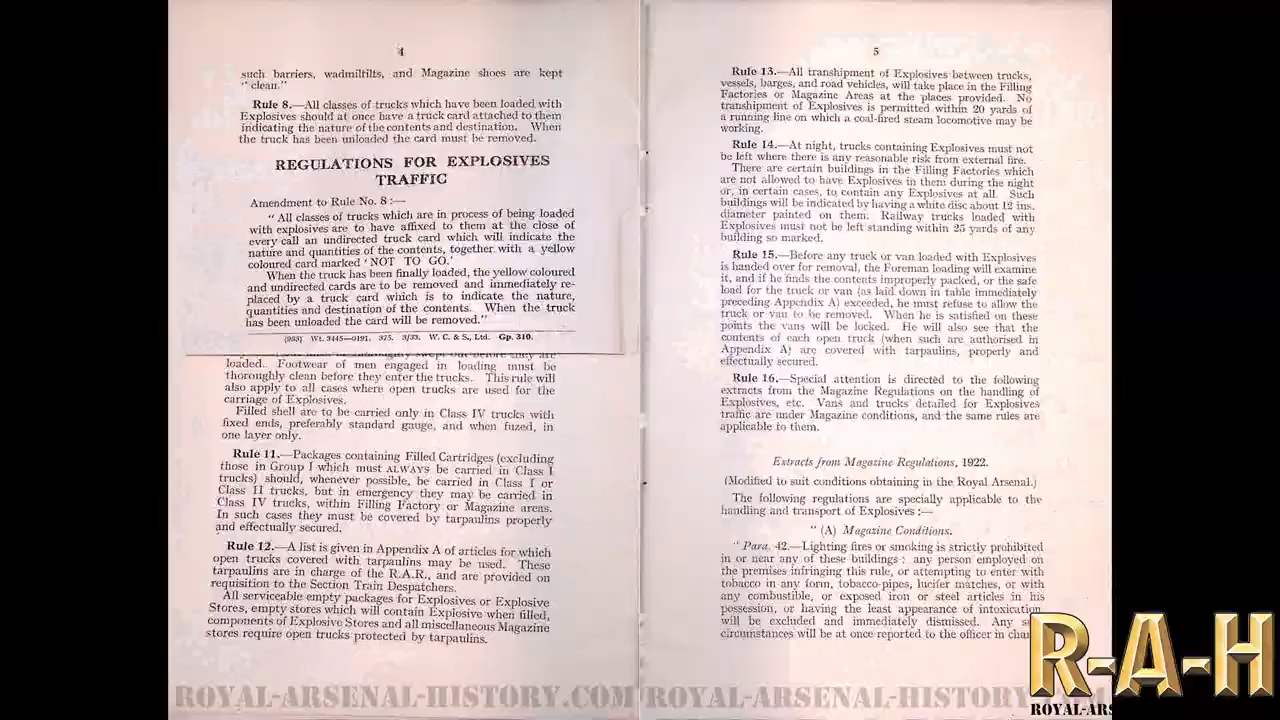 4
such barriers, wadmiltilts, and Magazine shoes are kept
"clean."
Rule 8.—All classes of trucks which have been loaded with
Explosives should at once have a truck card attached to them
indicating the nature of the contents and destination. When
the truck has been unloaded the card must be removed.
REGULATIONS FOR EXPLOSIVES
TRAFFIC
Amendment to Rule No. 8:—
"All classes of trucks which are in process of being loaded
with explosives are to have affixed to them at the close of
every call an undirected truck card which will indicate the
nature and quantities of the contents, together with a yellow
coloured card marked 'NOT TO GO.'
When the truck has been finally loaded, the yellow coloured
and undirected cards are to be removed and immediately re-
placed by a truck card which is to indicate the nature,
quantities and destination of the contents. When the truck
has been unloaded the card will be removed."
(983) Wt. 3445—0191. 375. 3/33. W. C. & S., Ltd. Gp. 310.
swept out before they are
loaded. Footwear of men engaged in loading must be
thoroughly clean before they enter the trucks. This rule will
also apply to all cases where open trucks are used for the
carriage of Explosives.
Filled shell are to be carried only in Class IV trucks with
fixed ends, preferably standard gauge, and when fuzed, in
one layer only.
Rule 11.—Packages containing Filled Cartridges (excluding
those in Group I which must ALWAYS be carried in Class I
trucks) should, whenever possible, be carried in Class I or
Class II trucks, but in emergency they may be carried in
Class IV trucks, within Filling Factory or Magazine areas.
In such cases they must be covered by tarpaulins properly
and effectually secured.
Rule 12.—A list is given in Appendix A of articles for which
open trucks covered with tarpaulins may be used. These
tarpaulins are in charge of the R.A.R., and are provided on
requisition to the Section Train Despatchers.
All serviceable empty packages for Explosives or Explosive
Stores, empty stores which will contain Explosive when filled,
components of Explosive Stores and all miscellaneous Magazine
stores require open trucks protected by tarpaulins.
5
Rule 13.—All transhipment of Explosives between trucks,
vessels, barges, and road vehicles, will take place in the Filling
Factories or Magazine Areas at the places provided. No
transhipment of Explosives is permitted within 20 yards of
a running line on which a coal-fired steam locomotive may be
working.
Rule 14.—At night, trucks containing Explosives must not
be left where there is any reasonable risk from external fire.
There are certain buildings in the Filling Factories which
are not allowed to have Explosives in them during the night
or, in certain cases, to contain any Explosives at all. Such
buildings will be indicated by having a white disc about 12 ins.
diameter painted on them. Railway trucks loaded with
Explosives must not be left standing within 25 yards of any
building so marked.
Rule 15.—Before any truck or van loaded with Explosives
is handed over for removal, the Foreman loading will examine
it, and if he finds the contents improperly packed, or the safe
load for the truck or van (as laid down in table immediately
preceding Appendix A) exceeded, he must refuse to allow the
truck or van to be removed. When he is satisfied on these
points the vans will be locked. He will also see that the
contents of each open truck (when such are authorised in
Appendix A) are covered with tarpaulins, properly and
effectually secured.
Rule 16.—Special attention is directed to the following
extracts from the Magazine Regulations on the handling of
Explosives, etc. Vans and trucks detailed for Explosives
traffic are under Magazine conditions, and the same rules are
applicable to them.
Extracts from Magazine Regulations, 1922.
(Modified to suit conditions obtaining in the Royal Arsenal.)
The following regulations are specially applicable to the
handling and transport of Explosives:—
"(A) Magazine Conditions.
"Para. 42.—Lighting fires or smoking is strictly prohibited
in or near any of these buildings; any person employed on
the premises infringing this rule, or attempting to enter with
tobacco in any form, tobacco-pipes, lucifer matches, or with
any combustible, or exposed iron or steel articles in his
possession, or having the least appearance of intoxication,
will be excluded and immediately dismissed. Any
circumstances will be at once reported to the officer in
ROYAL-ARSENAL-HISTORY.COM ROYAL-ARSENAL-HISTORY.
R-A-H
ROYAL-ARS